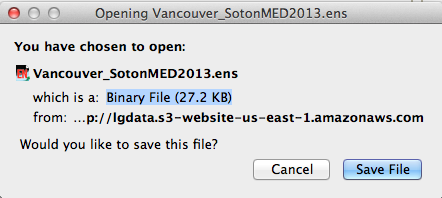 Opening Vancouver_SotonMED2013.ens
You have chosen to open:
Vancouver_SotonMED2013.ens
which is a: Binary File (27.2 KB)
from: ...p://lgdata.s3-website-us-east-1.amazonaws.com
Would you like to save this file?
Cancel Save File